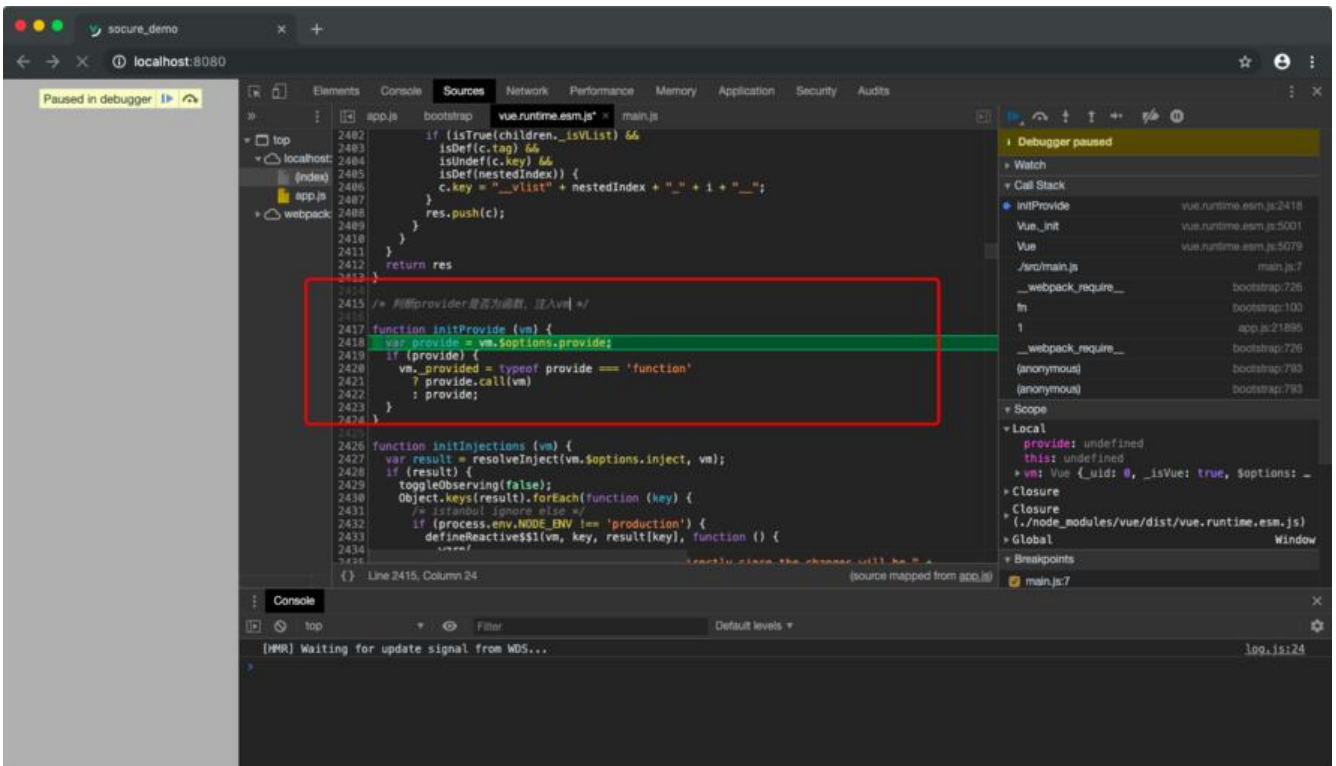 socure_demo
localhost:8080
Paused in debugger
Elements Console Sources Network Performance Memory Application Security Audits
app.js bootstrap vue.runtime.esm.js* main.js
top
localhost:
(index)
app.js
webpack:
2402 if (isTrue(children._isVList) &&
2403 isDef(c.tag) &&
2404 isUndef(c.key) &&
2405 isDef(nestedIndex)) {
2406 c.key = "__vlist" + nestedIndex + "_" + i + "__";
2407 }
2408 res.push(c);
2409 }
2410 }
2411 }
2412 return res
2413 }
2414
2415 /* 判断provider是否为函数，注入vm */
2416
2417 function initProvide (vm) {
2418 var provide = vm.$options.provide;
2419 if (provide) {
2420 vm._provided = typeof provide === 'function'
2421 ? provide.call(vm)
2422 : provide;
2423 }
2424 }
2425
2426 function initInjections (vm) {
2427 var result = resolveInject(vm.$options.inject, vm);
2428 if (result) {
2429 toggleObserving(false);
2430 Object.keys(result).forEach(function (key) {
2431 /* istanbul ignore else */
2432 if (process.env.NODE_ENV !== 'production') {
2433 defineReactive$$1(vm, key, result[key], function () {
2434 warn(
2435 changes will be " +
{} Line 2415, Column 24 (source mapped from app.js)
Debugger paused
Watch
Call Stack
initProvide vue.runtime.esm.js:2418
Vue._init vue.runtime.esm.js:5001
Vue vue.runtime.esm.js:5079
./src/main.js main.js:7
__webpack_require__ bootstrap:726
fn bootstrap:100
1 app.js:21895
__webpack_require__ bootstrap:726
(anonymous) bootstrap:793
(anonymous) bootstrap:793
Scope
Local
provide: undefined
this: undefined
vm: Vue {_uid: 0, _isVue: true, $options: …
Closure
Closure
(./node_modules/vue/dist/vue.runtime.esm.js)
Global Window
Breakpoints
main.js:7
Console
top Filter Default levels
[HMR] Waiting for update signal from WDS... log.js:24